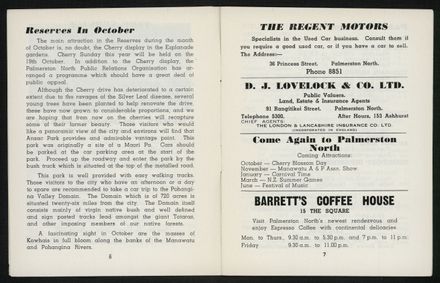 Reserves In October
The main attraction in the Reserves during the month
of October is, no doubt, the Cherry display in the Esplanade
gardens. Cherry Sunday this year will be held on the
19th October. In addition to the Cherry display, the
Palmerston North Public Relations Organisation has ar-
ranged a programme which should have a great deal of
public appeal.
Although the Cherry drive has deteriorated to a certain
extent due to the ravages of the Silver Leaf disease, several
young trees have been planted to help renovate the drive,
these have now grown to considerable proportions, and we
are hoping that from now on the cherries will recapture
some of their former beauty. Those visitors who would
like a panoramic view of the city and environs will find that
Anzac Park provides an admirable vantage point. This
park was originally a site of a Maori Pa. Cars should
be parked at the car parking area at the start of the
park. Proceed up the roadway and enter the park by the
bush track which is situated at the top of the metalled road.
This park is well provided with easy walking tracks.
Those visitors to the city who have an afternoon or a day
to spare are recommended to take a car trip to the Pohangi-
na Valley Domain. The Domain which is of 720 acres is
situated twenty-six miles from the city. The Domain itself
consists mainly of virgin native bush and well defined
and sign posted tracks lead amongst the giant Totaras,
and other imposing members of our native forests.
A fascinating sight in October are the masses of
Kowhais in full bloom along the banks of the Manawatu
and Pohangina Rivers.
6
THE REGENT MOTORS
Specialists in the Used Car business. Consult them if
you require a good used car, or if you have a car to sell.
The Address:—
36 Princess Street. Palmerston North.
Phone 8851
D. J. LOVELOCK & CO. LTD.
Public Valuers.
Land, Estate & Insurance Agents
91 Rangitikei Street. Palmerston North.
Telephone 5300, After Hours, 153 Ashhurst
CHIEF AGENTS:
THE LONDON & LANCASHIRE INSURANCE CO. LTD
(INCORPORATED IN ENGLAND)
Come Again to Palmerston
North
Coming Attractions:
October — Cherry Blossom Day
November — Manawatu A & P Assn. Show
January — Carnival Time
March — N.Z. Summer Games
June — Festival of Music
BARRETT'S COFFEE HOUSE
15 THE SQUARE
Visit Palmerston North's newest rendezvous and
enjoy Espresso Coffee with continental delicacies
Mon. to Thurs., 9.30 a.m. to 5.30 p.m. and 7 p.m. to 11 p.m.
Friday 9.30 a.m. to 11.00 p.m.
7